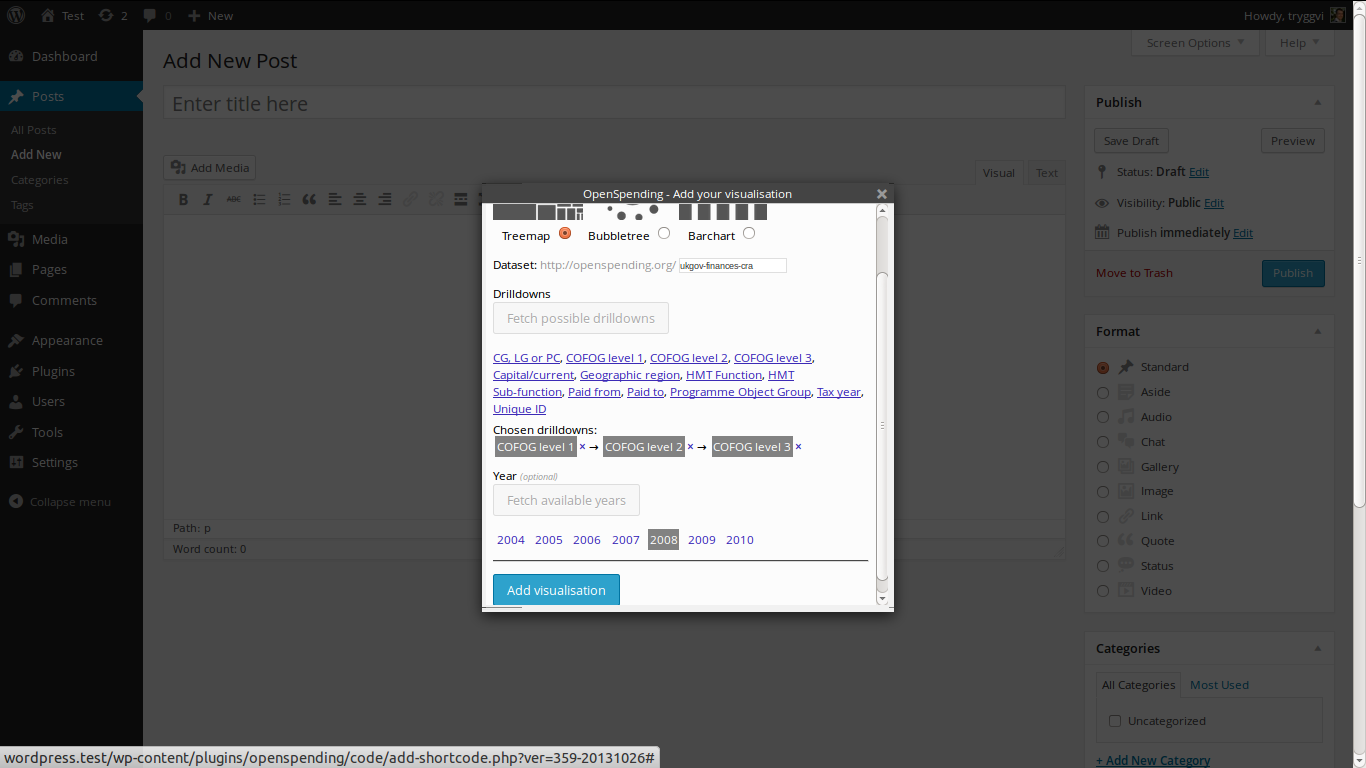 Test 2 0 New Howdy, tryggvi
Screen Options Help
Dashboard
Posts
All Posts
Add New
Categories
Tags
Media
Pages
Comments
Appearance
Plugins
Users
Tools
Settings
Collapse menu
Add New Post
Enter title here
Add Media
Visual Text
B I ABC
Path: p
Word count: 0
OpenSpending - Add your visualisation ×
Treemap Bubbletree Barchart
Dataset: http://openspending.org/ ukgov-finances-cra
Drilldowns
Fetch possible drilldowns
CG, LG or PC, COFOG level 1, COFOG level 2, COFOG level 3,
Capital/current, Geographic region, HMT Function, HMT
Sub-function, Paid from, Paid to, Programme Object Group, Tax year,
Unique ID
Chosen drilldowns:
COFOG level 1 × → COFOG level 2 × → COFOG level 3 ×
Year (optional)
Fetch available years
2004 2005 2006 2007 2008 2009 2010
Add visualisation
Publish
Save Draft Preview
Status: Draft Edit
Visibility: Public Edit
Publish immediately Edit
Move to Trash Publish
Format
Standard
Aside
Audio
Chat
Gallery
Image
Link
Quote
Status
Video
Categories
All Categories Most Used
Uncategorized
+ Add New Category
wordpress.test/wp-content/plugins/openspending/code/add-shortcode.php?ver=359-20131026#